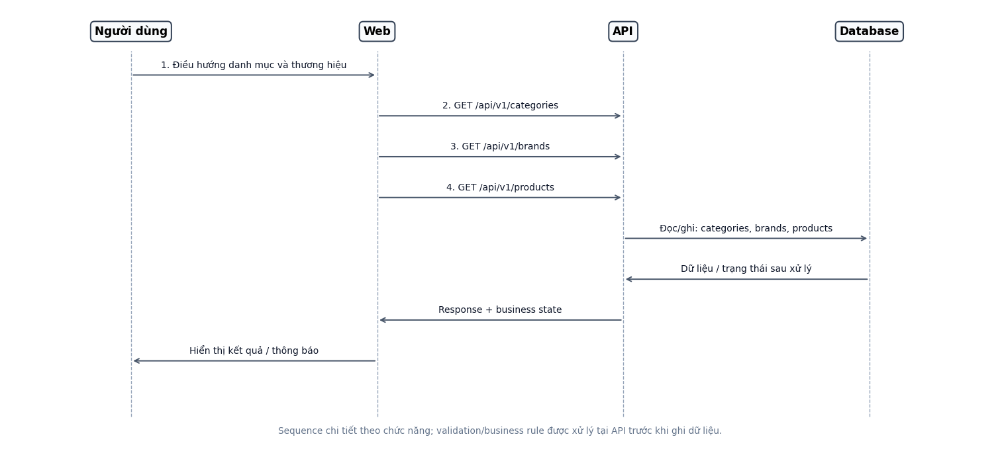 Người dùng
Web
API
Database
1. Điều hướng danh mục và thương hiệu
2. GET /api/v1/categories
3. GET /api/v1/brands
4. GET /api/v1/products
Đọc/ghi: categories, brands, products
Dữ liệu / trạng thái sau xử lý
Response + business state
Hiển thị kết quả / thông báo
Sequence chi tiết theo chức năng; validation/business rule được xử lý tại API trước khi ghi dữ liệu.